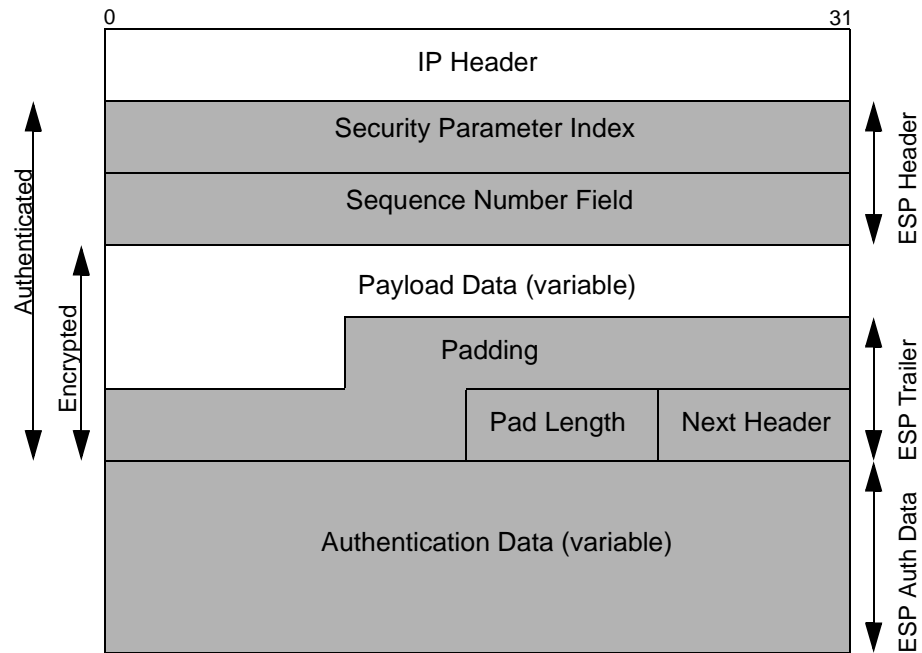 0
31
IP Header
Security Parameter Index
Sequence Number Field
Payload Data (variable)
Padding
Pad Length
Next Header
Authentication Data (variable)
Authenticated
Encrypted
ESP Header
ESP Trailer
ESP Auth Data